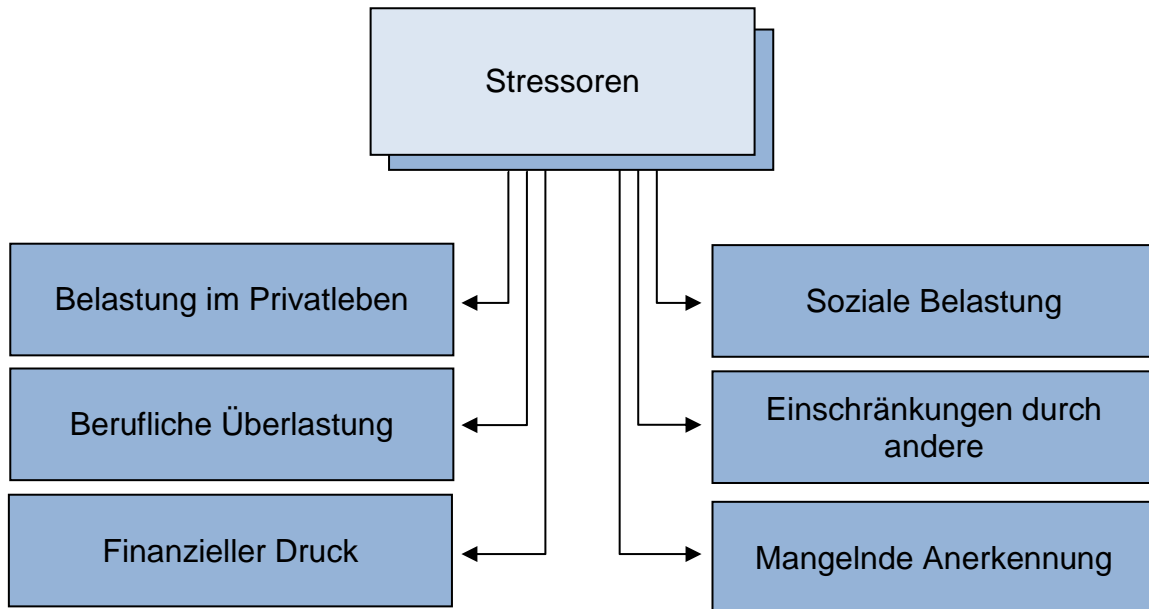 Stressoren
Belastung im Privatleben
Berufliche Überlastung
Finanzieller Druck
Soziale Belastung
Einschränkungen durch
andere
Mangelnde Anerkennung